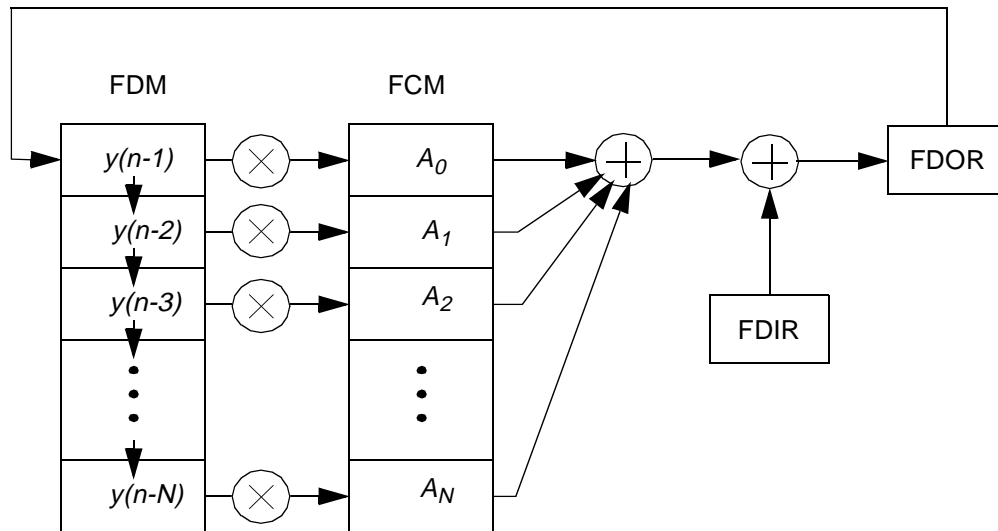 FDM FCM
y(n-1) A0 FDOR
y(n-2) A1
y(n-3) A2 FDIR
y(n-N) AN